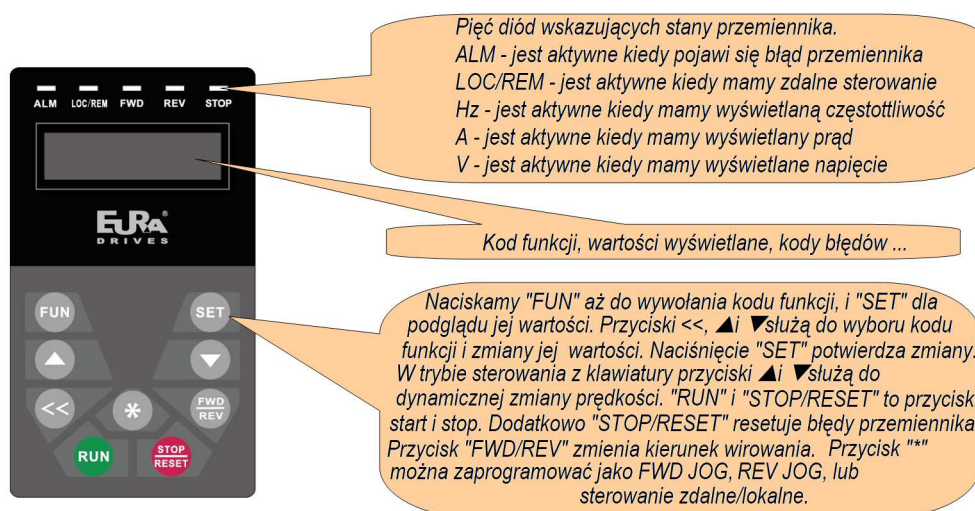 Pięć diód wskazujących stany przemiennika.
ALM - jest aktywne kiedy pojawi się błąd przemiennika
LOC/REM - jest aktywne kiedy mamy zdalne sterowanie
Hz - jest aktywne kiedy mamy wyświetlaną częstottliwość
A - jest aktywne kiedy mamy wyświetlany prąd
V - jest aktywne kiedy mamy wyświetlane napięcie
ALM LOC/REM FWD REV STOP
EURA®
DRIVES
Kod funkcji, wartości wyświetlane, kody błędów ...
FUN SET
▲ ▼
<< * FWD
REV
RUN STOP
RESET
Naciskamy "FUN" aż do wywołania kodu funkcji, i "SET" dla
podglądu jej wartości. Przyciski <<, ▲i ▼służą do wyboru kodu
funkcji i zmiany jej wartości. Naciśnięcie "SET" potwierdza zmiany.
W trybie sterowania z klawiatury przyciski ▲i ▼służą do
dynamicznej zmiany prędkości. "RUN" i "STOP/RESET" to przycisk
start i stop. Dodatkowo "STOP/RESET" resetuje błędy przemiennika
Przycisk "FWD/REV" zmienia kierunek wirowania. Przycisk "*"
można zaprogramować jako FWD JOG, REV JOG, lub
sterowanie zdalne/lokalne.